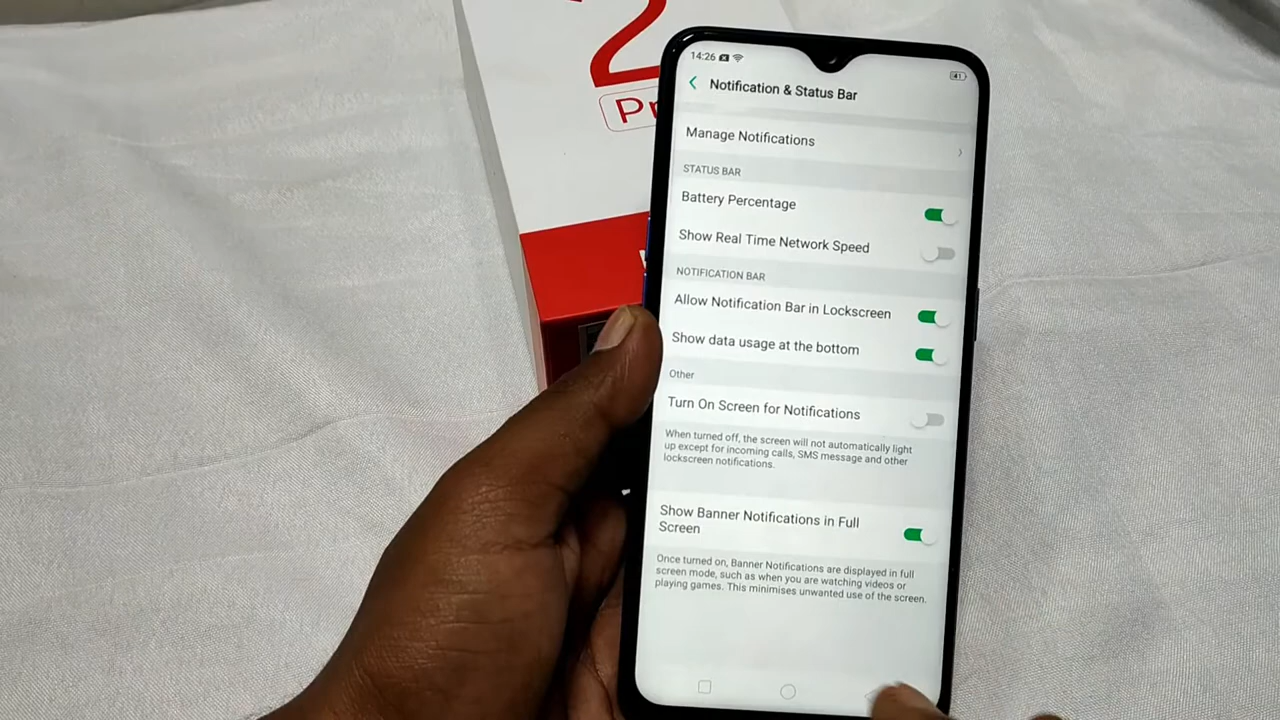 2
Pr
14:26
41
Notification & Status Bar
Manage Notifications
STATUS BAR
Battery Percentage
Show Real Time Network Speed
NOTIFICATION BAR
Allow Notification Bar in Lockscreen
Show data usage at the bottom
Other
Turn On Screen for Notifications
When turned off, the screen will not automatically light
up except for incoming calls, SMS message and other
lockscreen notifications.
Show Banner Notifications in Full
Screen
Once turned on, Banner Notifications are displayed in full
screen mode, such as when you are watching videos or
playing games. This minimises unwanted use of the screen.